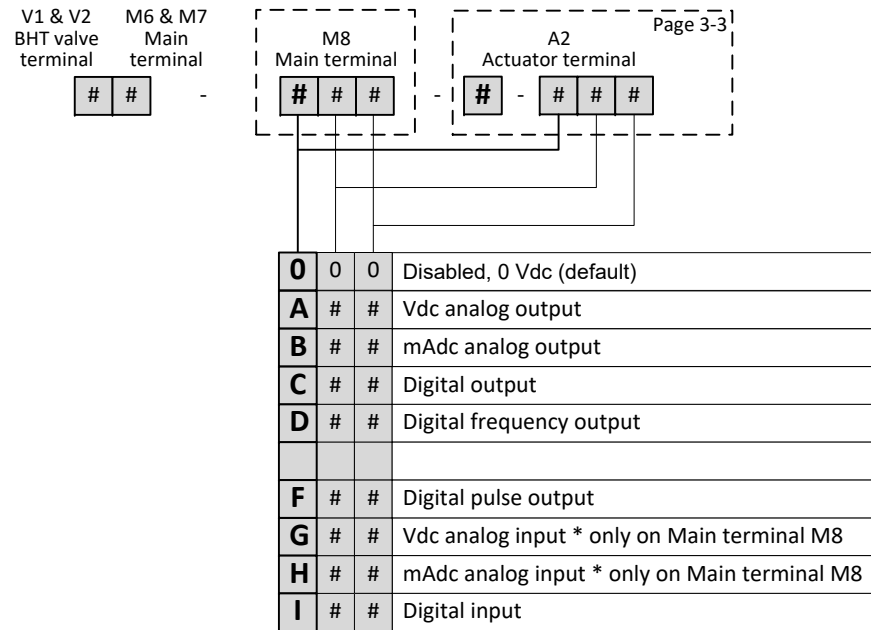 V1 & V2 M6 & M7
BHT valve Main
terminal terminal
M8
Main terminal
A2
Actuator terminal
Page 3-3
# # - # # # - # - # # #
0 0 0 Disabled, 0 Vdc (default)
A # # Vdc analog output
B # # mAdc analog output
C # # Digital output
D # # Digital frequency output
F # # Digital pulse output
G # # Vdc analog input * only on Main terminal M8
H # # mAdc analog input * only on Main terminal M8
I # # Digital input